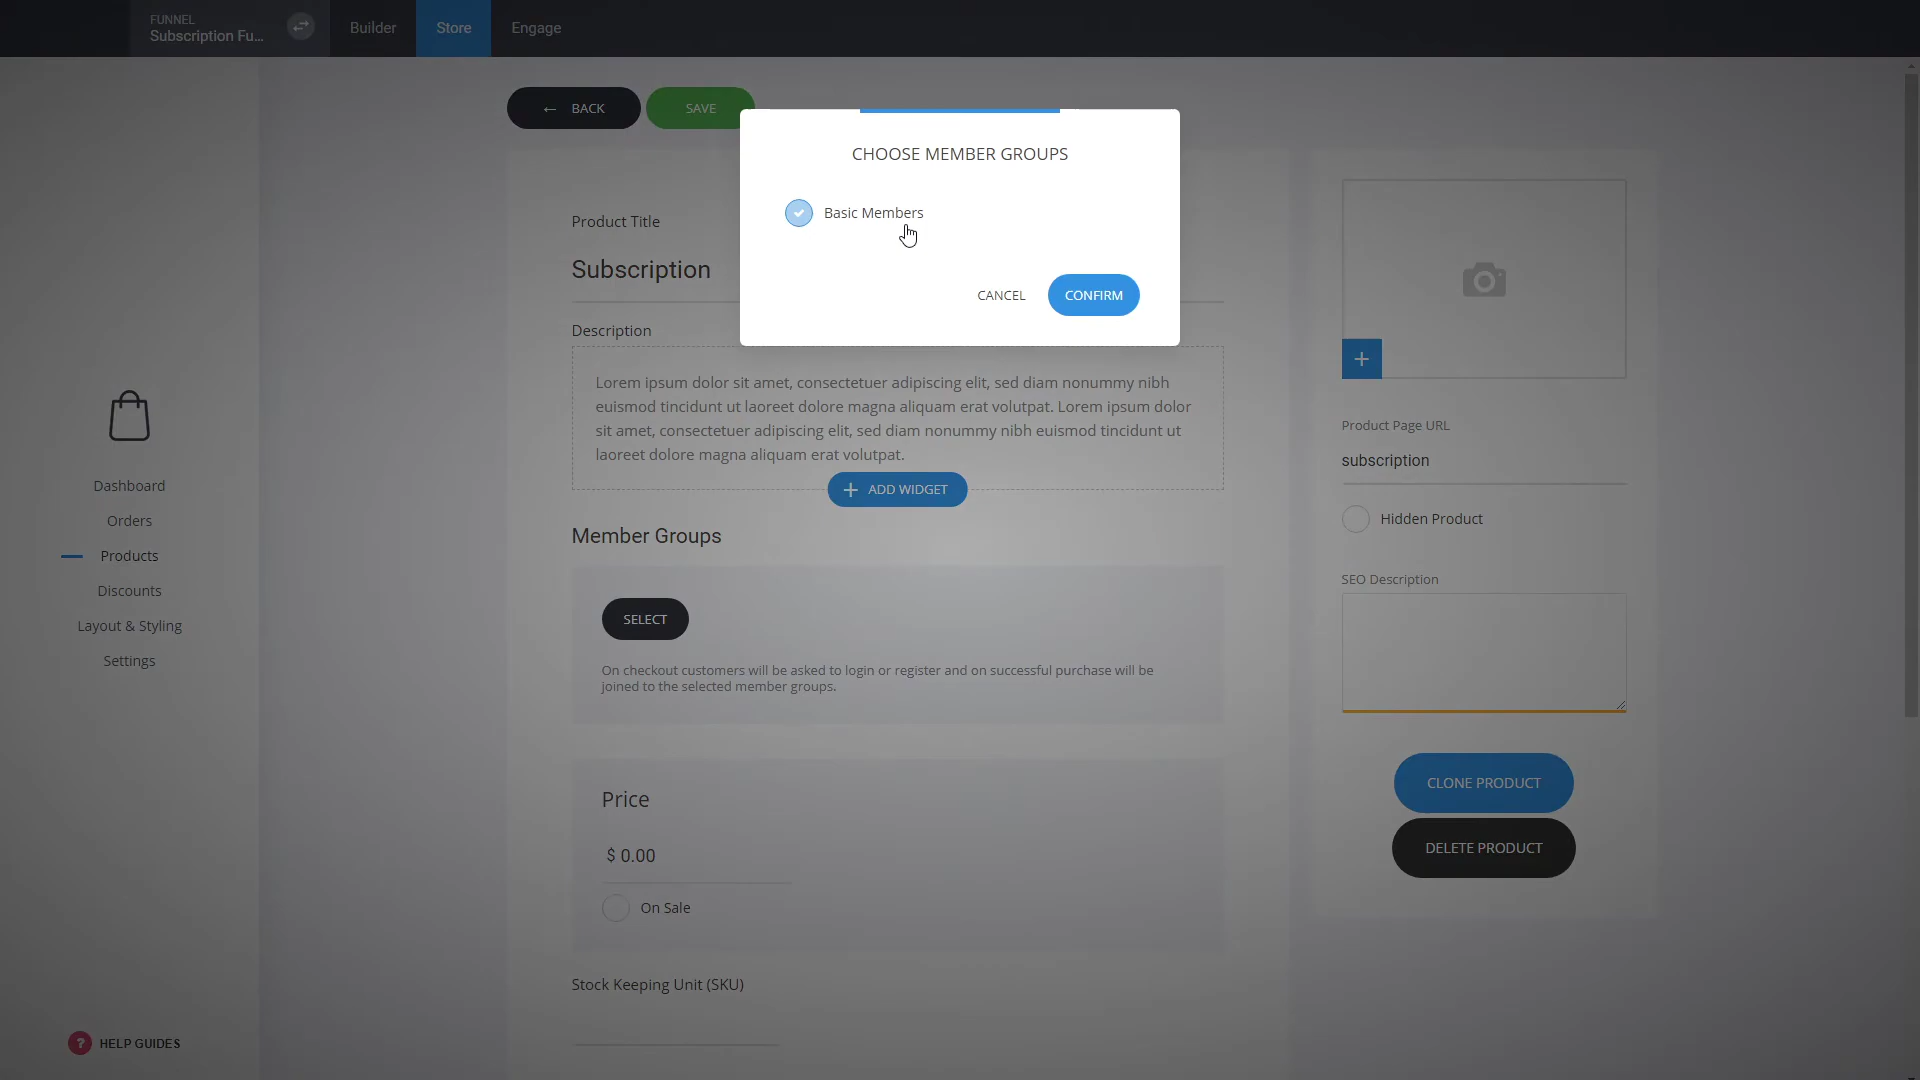 FUNNEL
Subscription Fu...
Builder
Store
Engage
← BACK
SAVE
CHOOSE MEMBER GROUPS
Basic Members
CANCEL
CONFIRM
Product Title
Subscription
Description
Lorem ipsum dolor sit amet, consectetuer adipiscing elit, sed diam nonummy nibh
euismod tincidunt ut laoreet dolore magna aliquam erat volutpat. Lorem ipsum dolor
sit amet, consectetuer adipiscing elit, sed diam nonummy nibh euismod tincidunt ut
laoreet dolore magna aliquam erat volutpat.
+ ADD WIDGET
Member Groups
SELECT
On checkout customers will be asked to login or register and on successful purchase will be
joined to the selected member groups.
Price
$ 0.00
On Sale
Stock Keeping Unit (SKU)
+
Product Page URL
subscription
Hidden Product
SEO Description
CLONE PRODUCT
DELETE PRODUCT
Dashboard
Orders
Products
Discounts
Layout & Styling
Settings
? HELP GUIDES